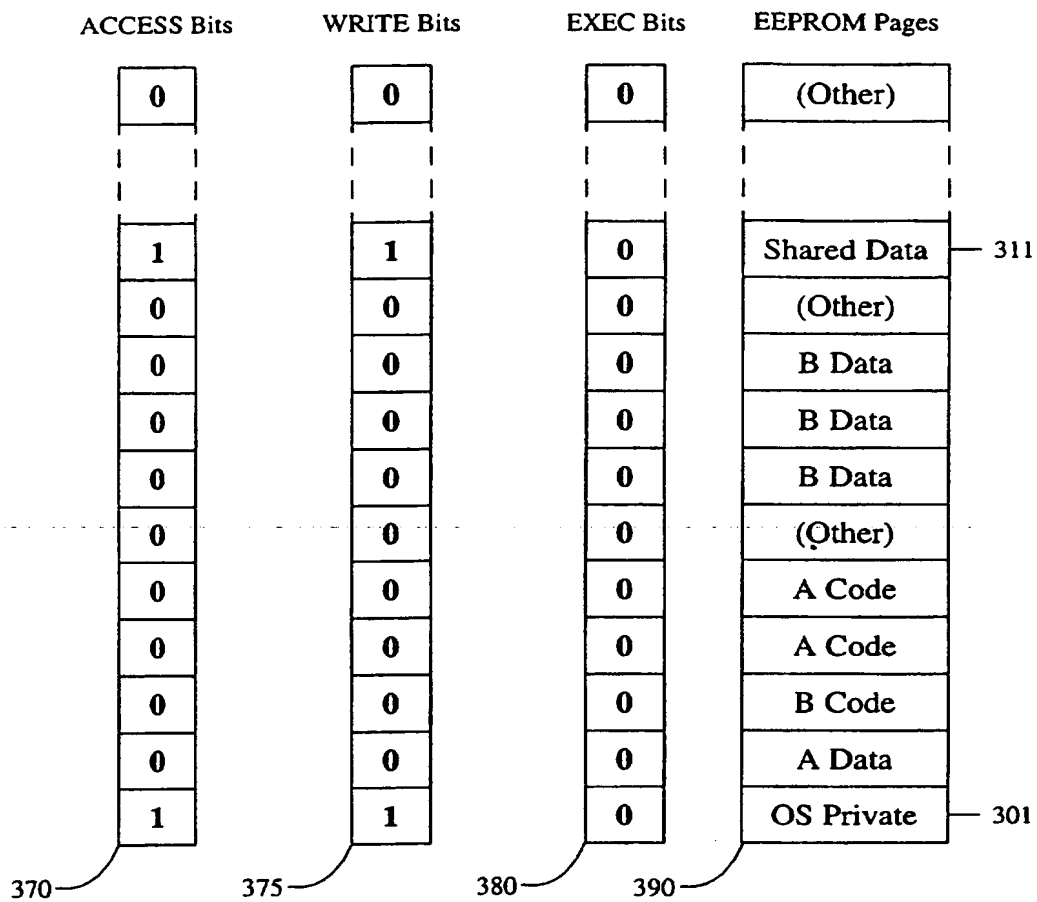 ACCESS Bits WRITE Bits EXEC Bits EEPROM Pages
0 0 0 (Other)
1 1 0 Shared Data 311
0 0 0 (Other)
0 0 0 B Data
0 0 0 B Data
0 0 0 B Data
0 0 0 (Other)
0 0 0 A Code
0 0 0 A Code
0 0 0 B Code
0 0 0 A Data
1 1 0 OS Private 301
370 375 380 390